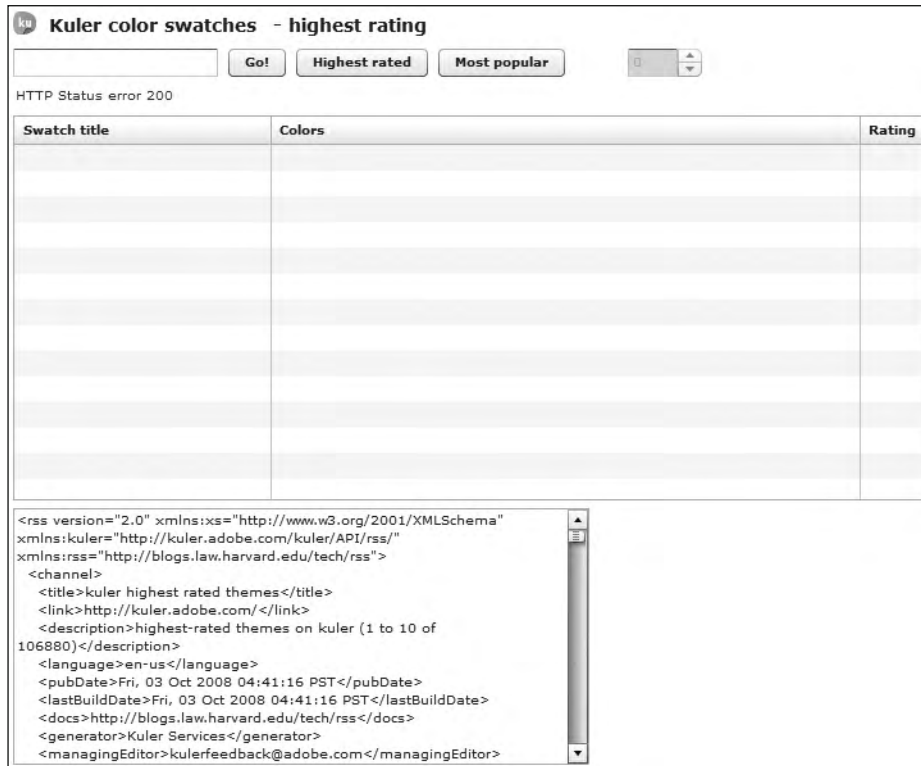 ku
Kuler color swatches - highest rating
Go! Highest rated Most popular 0
HTTP Status error 200
Swatch title Colors Rating
<rss version="2.0" xmlns:xs="http://www.w3.org/2001/XMLSchema"
xmlns:kuler="http://kuler.adobe.com/kuler/API/rss/"
xmlns:rss="http://blogs.law.harvard.edu/tech/rss">
<channel>
<title>kuler highest rated themes</title>
<link>http://kuler.adobe.com/</link>
<description>highest-rated themes on kuler (1 to 10 of
106880)</description>
<language>en-us</language>
<pubDate>Fri, 03 Oct 2008 04:41:16 PST</pubDate>
<lastBuildDate>Fri, 03 Oct 2008 04:41:16 PST</lastBuildDate>
<docs>http://blogs.law.harvard.edu/tech/rss</docs>
<generator>Kuler Services</generator>
<managingEditor>kulerfeedback@adobe.com</managingEditor>